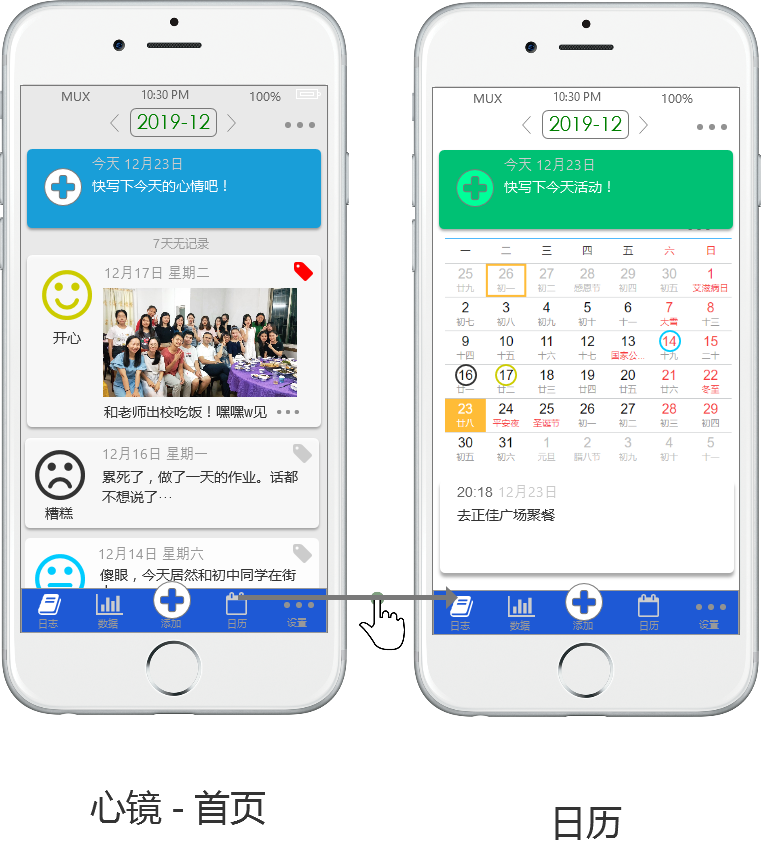 MUX 10:30 PM 100%
2019-12
今天 12月23日
快写下今天的心情吧！
7天无记录
12月17日 星期二
开心
和老师出校吃饭！嘿嘿w见
12月16日 星期一
累死了，做了一天的作业。话都
不想说了…
糟糕
12月14日 星期六
傻眼，今天居然和初中同学在街
日志 数据 添加 日历 设置
心镜 - 首页
MUX 10:30 PM 100%
2019-12
今天 12月23日
快写下今天活动！
一 二 三 四 五 六 日
25 26 27 28 29 30 1
廿九 初一 初二 感恩节 初四 初五 艾滋病日
2 3 4 5 6 7 8
初七 初八 初九 初十 十一 大雪 十三
9 10 11 12 13 14 15
十四 十五 十六 十七 国家公... 十九 二十
16 17 18 19 20 21 22
廿一 廿二 廿三 廿四 廿五 廿六 冬至
23 24 25 26 27 28 29
廿八 平安夜 圣诞节 初一 初二 初三 初四
30 31 1 2 3 4 5
初五 初六 元旦 腊八节 初九 初十 十一
20:18 12月23日
去正佳广场聚餐
日志 数据 添加 日历 设置
日历